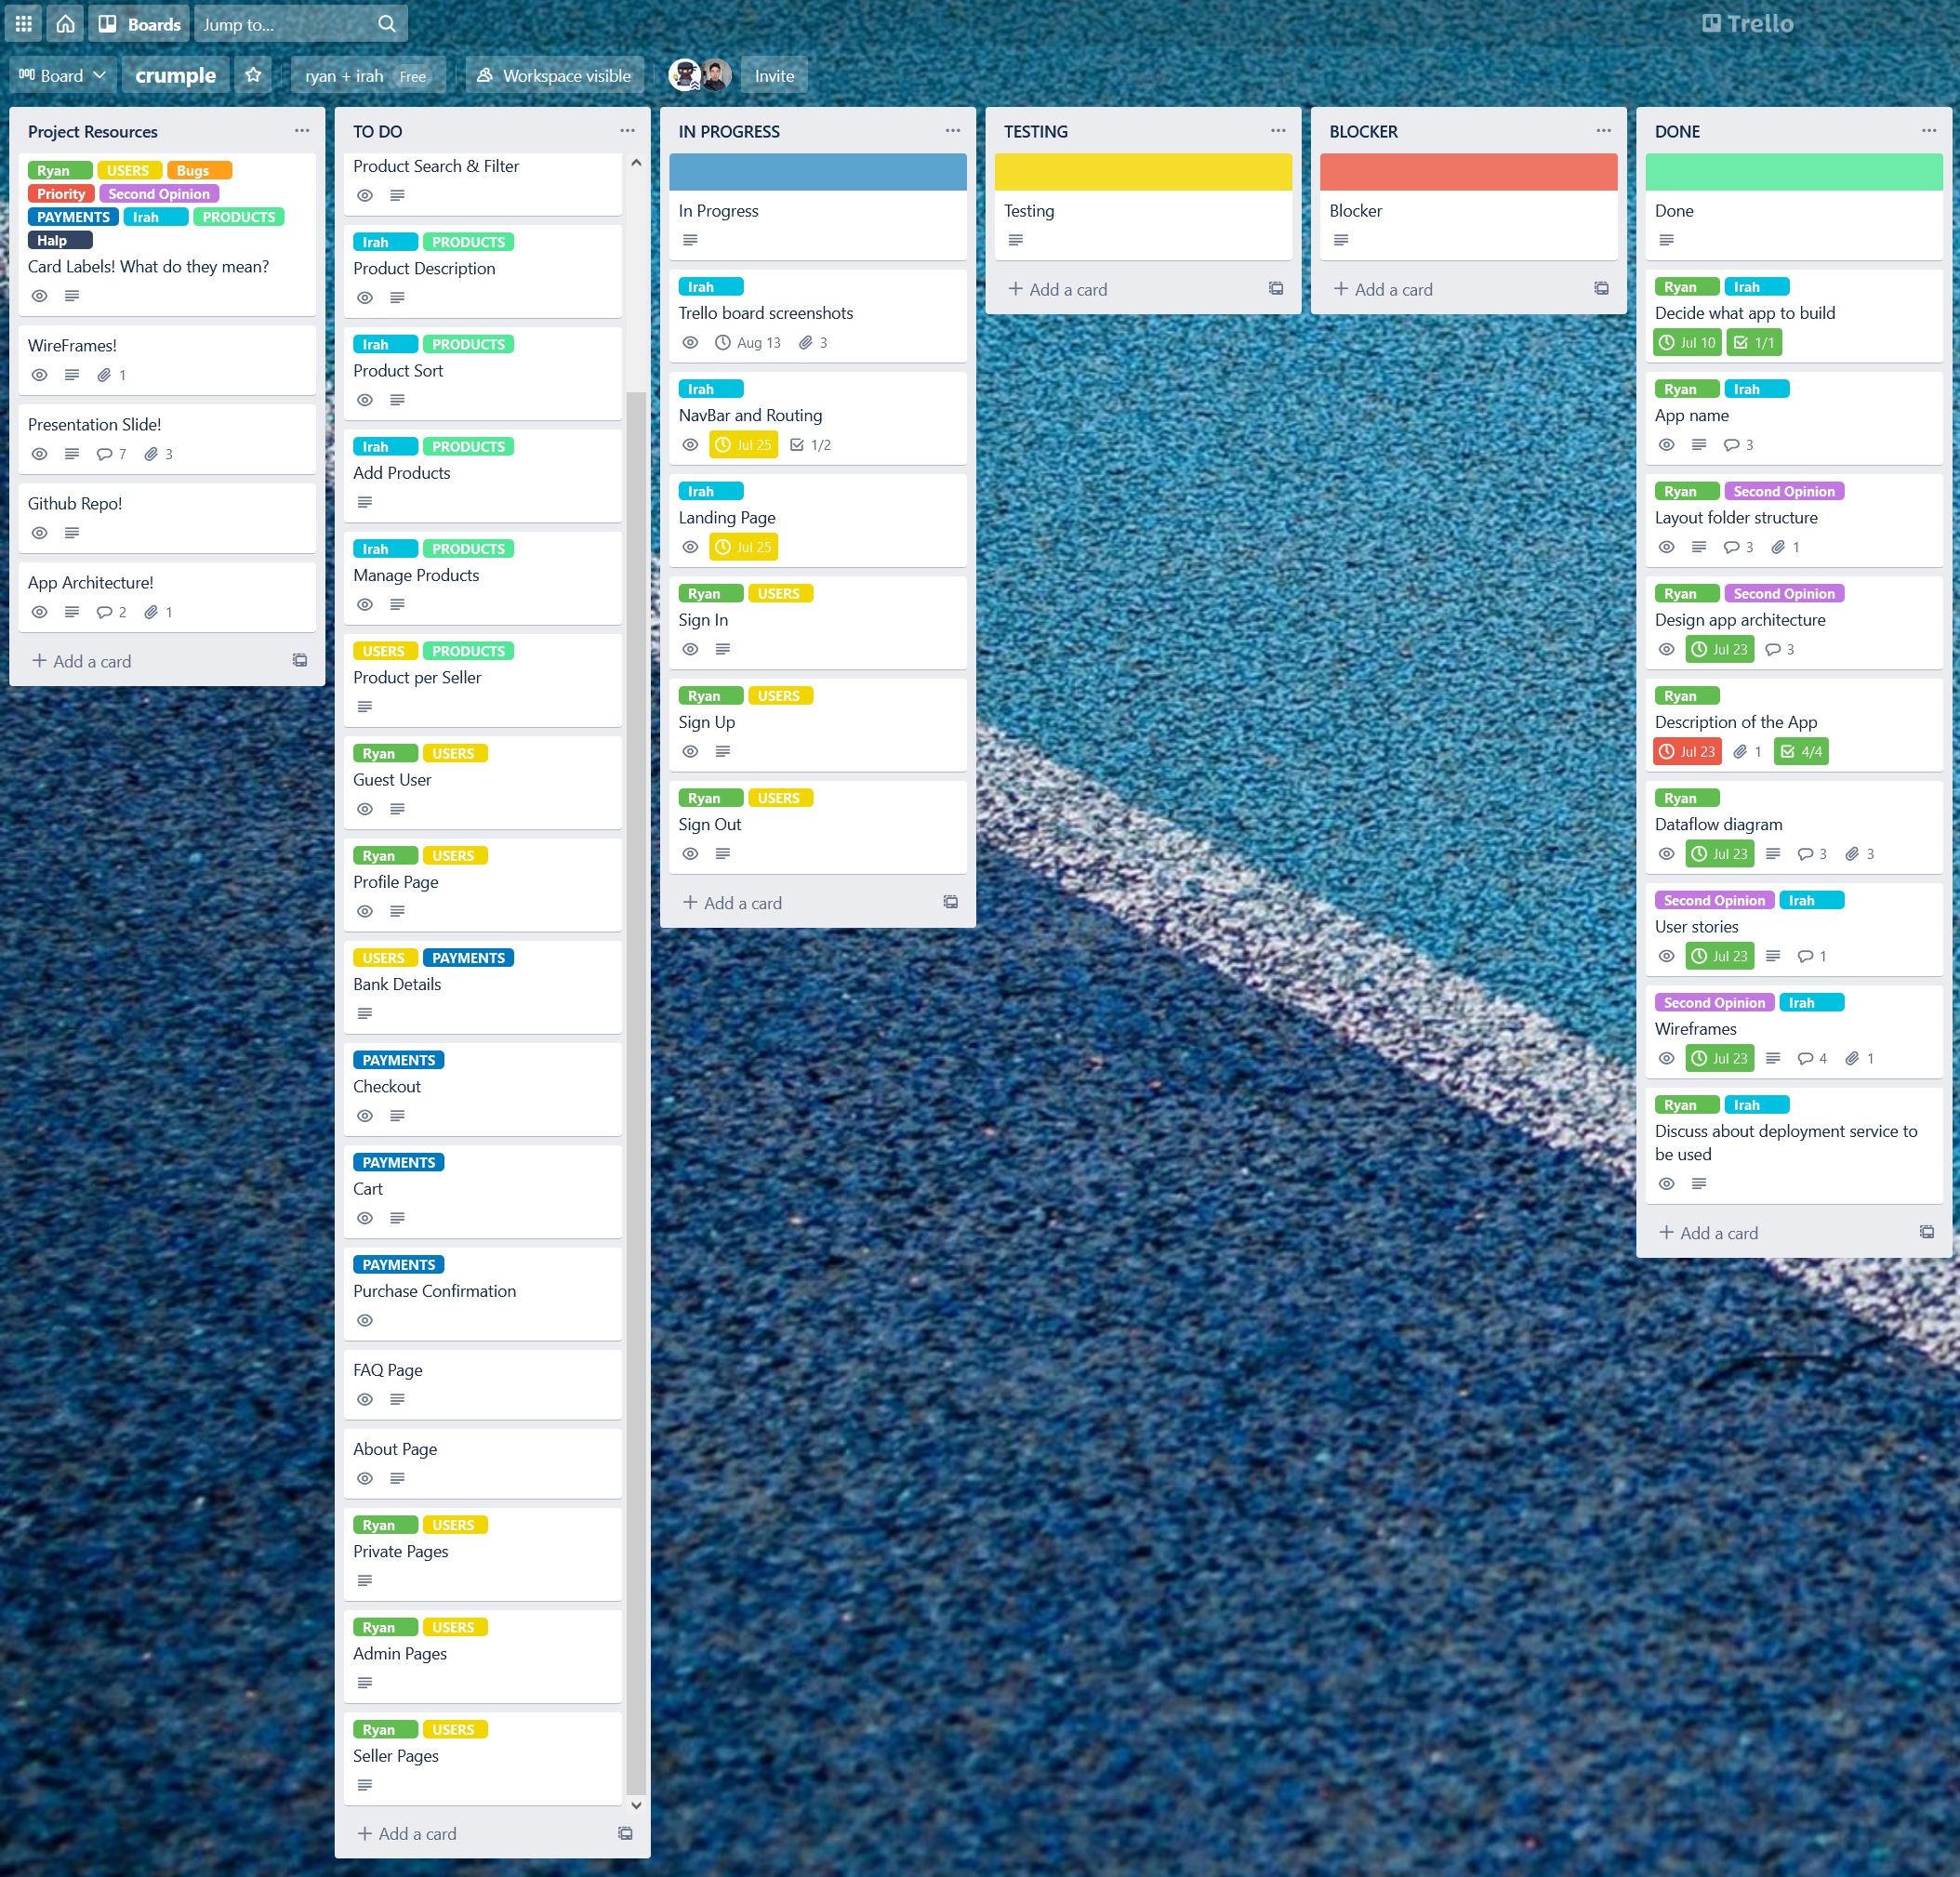 Boards
Jump to...
Trello
Board
crumple
ryan + irah Free
Workspace visible
Invite
Project Resources
Ryan USERS Bugs
Priority Second Opinion
PAYMENTS Irah PRODUCTS
Halp
Card Labels! What do they mean?
WireFrames!
1
Presentation Slide!
7 3
Github Repo!
App Architecture!
2 1
+ Add a card
TO DO
Product Search & Filter
Irah PRODUCTS
Product Description
Irah PRODUCTS
Product Sort
Irah PRODUCTS
Add Products
Irah PRODUCTS
Manage Products
USERS PRODUCTS
Product per Seller
Ryan USERS
Guest User
Ryan USERS
Profile Page
USERS PAYMENTS
Bank Details
PAYMENTS
Checkout
PAYMENTS
Cart
PAYMENTS
Purchase Confirmation
FAQ Page
About Page
Ryan USERS
Private Pages
Ryan USERS
Admin Pages
Ryan USERS
Seller Pages
+ Add a card
IN PROGRESS
In Progress
Irah
Trello board screenshots
Aug 13 3
Irah
NavBar and Routing
Jul 25 1/2
Irah
Landing Page
Jul 25
Ryan USERS
Sign In
Ryan USERS
Sign Up
Ryan USERS
Sign Out
+ Add a card
TESTING
Testing
+ Add a card
BLOCKER
Blocker
+ Add a card
DONE
Done
Ryan Irah
Decide what app to build
Jul 10 1/1
Ryan Irah
App name
3
Ryan Second Opinion
Layout folder structure
3 1
Ryan Second Opinion
Design app architecture
Jul 23 3
Ryan
Description of the App
Jul 23 1 4/4
Ryan
Dataflow diagram
Jul 23 3 3
Second Opinion Irah
User stories
Jul 23 1
Second Opinion Irah
Wireframes
Jul 23 4 1
Ryan Irah
Discuss about deployment service to
be used
+ Add a card